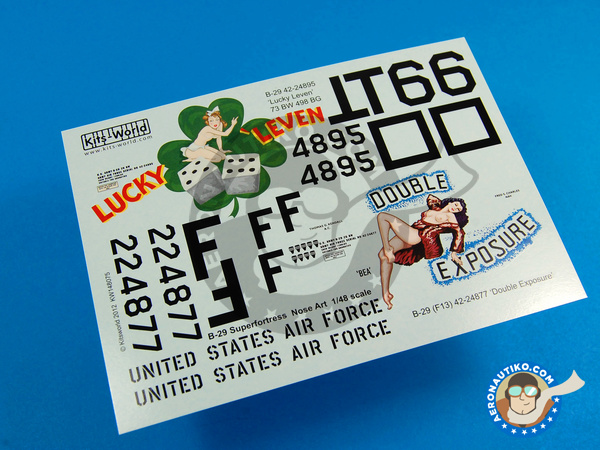 kits-World
www.kits-world.com
LUCKY
'LEVEN
B-29 42-24895
'Lucky Leven'
73 BW 498 BG
T
T
66
4895
4895
DOUBLE
EXPOSURE
F
F
F
F
F
224877
224877
'BEA'
B-29 Superfortress Nose Art 1/48 scale
B-29 (F13) 42-24877 'Double Exposure'
UNITED STATES AIR FORCE
UNITED STATES AIR FORCE
© Kitsworld 2012 KW148075
AERONAUTIKO.COM